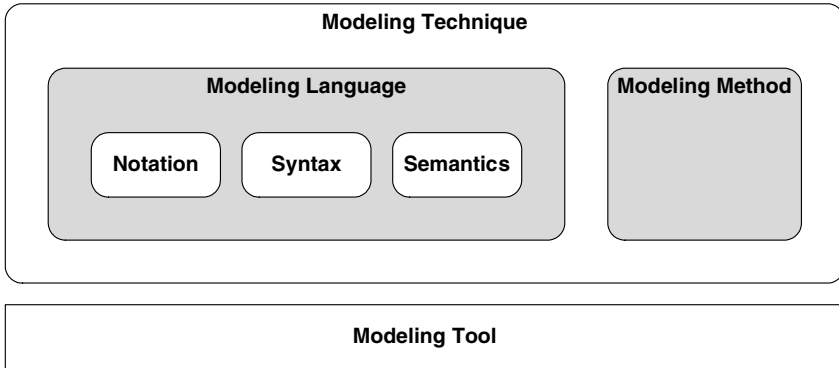 Modeling Technique
Modeling Language
Modeling Method
Notation
Syntax
Semantics
Modeling Tool